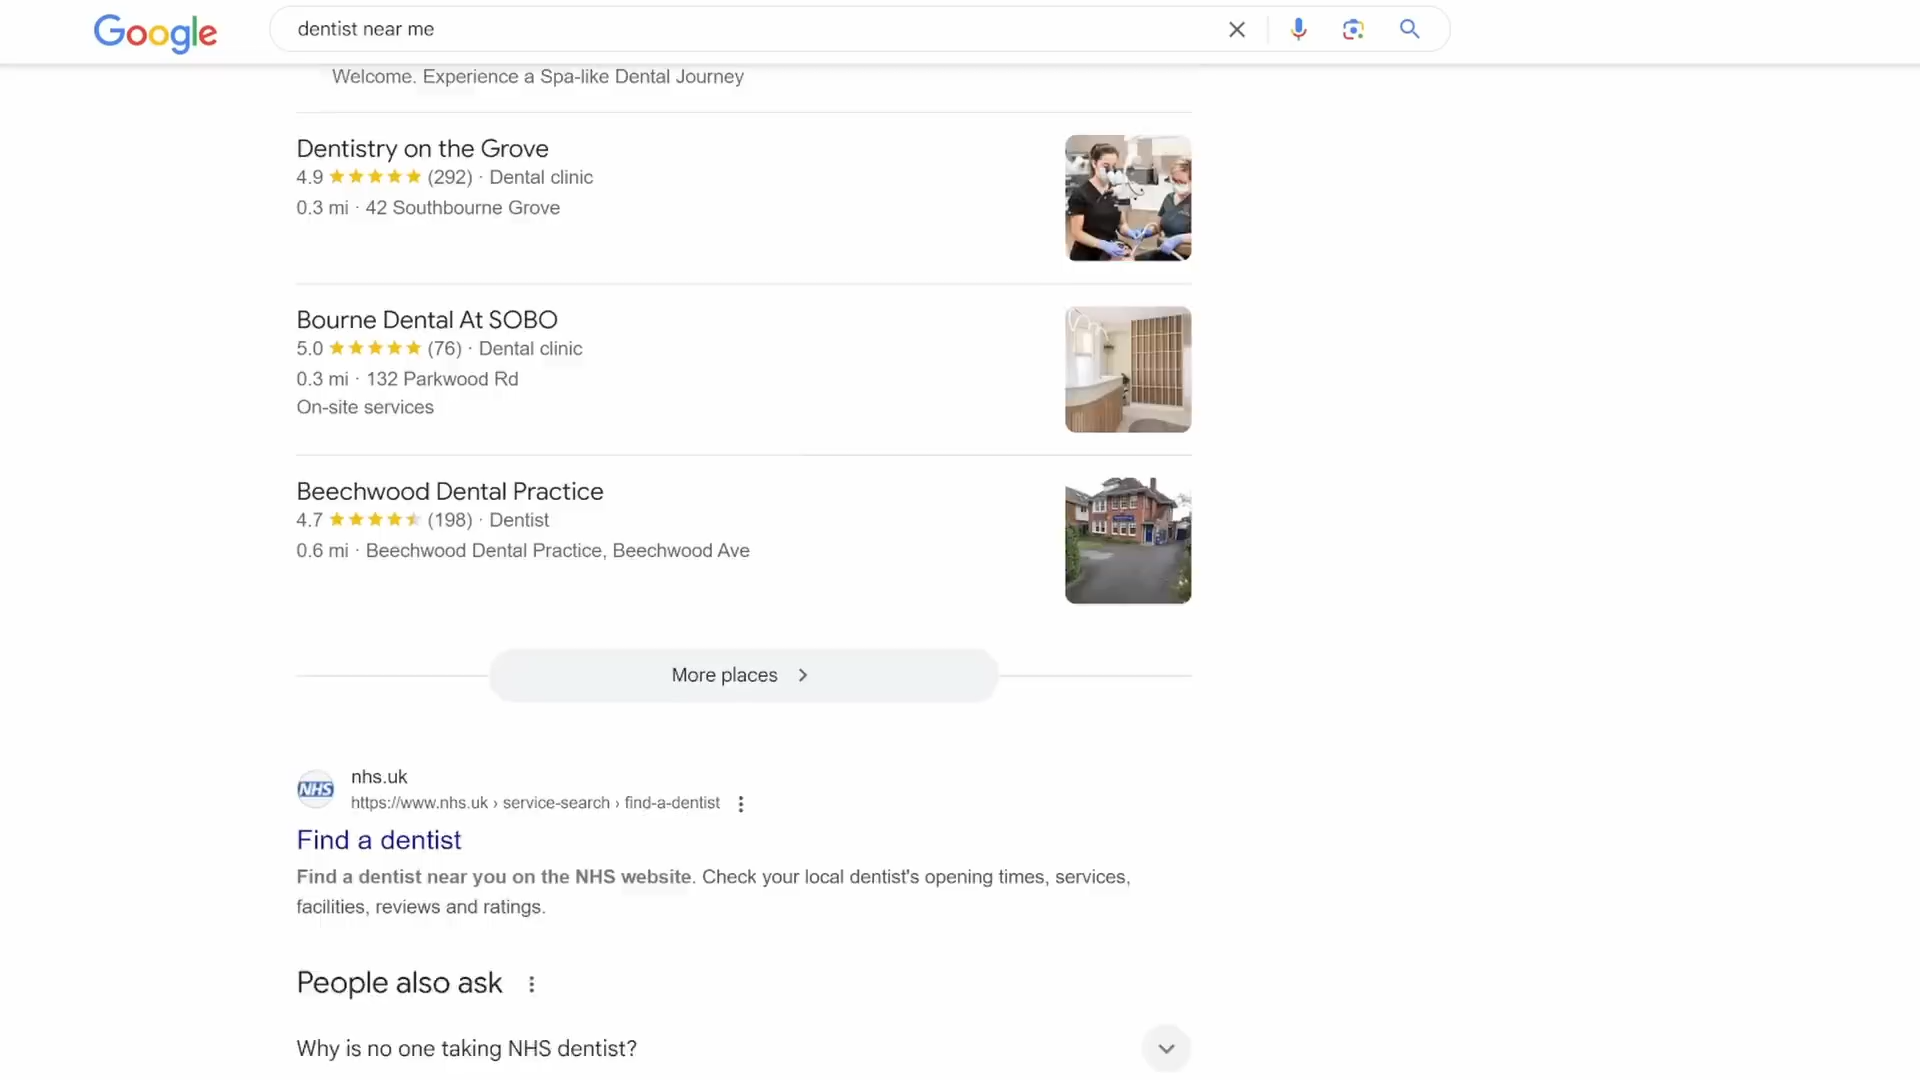 Google
dentist near me
Welcome. Experience a Spa-like Dental Journey
Dentistry on the Grove
4.9 (292) · Dental clinic
0.3 mi · 42 Southbourne Grove
Bourne Dental At SOBO
5.0 (76) · Dental clinic
0.3 mi · 132 Parkwood Rd
On-site services
Beechwood Dental Practice
4.7 (198) · Dentist
0.6 mi · Beechwood Dental Practice, Beechwood Ave
More places
NHS
nhs.uk
https://www.nhs.uk › service-search › find-a-dentist
Find a dentist
Find a dentist near you on the NHS website. Check your local dentist's opening times, services,
facilities, reviews and ratings.
People also ask
Why is no one taking NHS dentist?